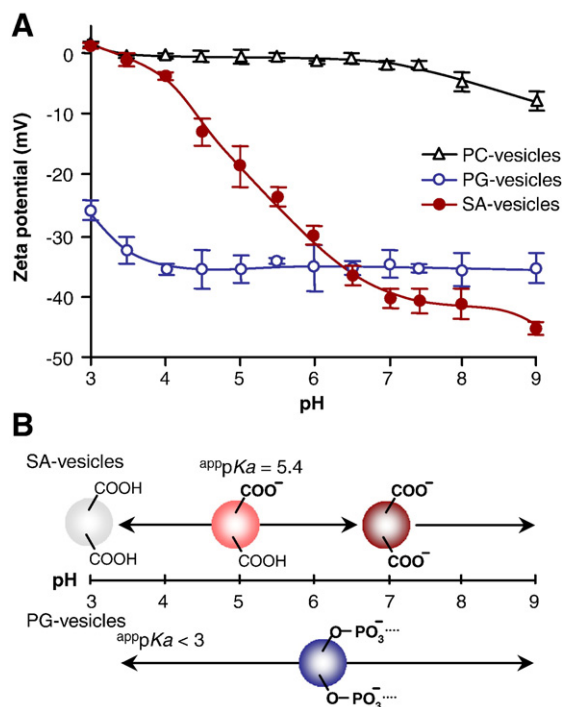 A
0
-10
-20
-30
-40
-50
Zeta potential (mV)
PC-vesicles
PG-vesicles
SA-vesicles
3 4 5 6 7 8 9
pH
B
SA-vesicles
apppKa = 5.4
COOH
COOH
COO-
COOH
COO-
COO-
pH
3 4 5 6 7 8 9
PG-vesicles
apppKa < 3
O-PO3- ····
O-PO3- ····